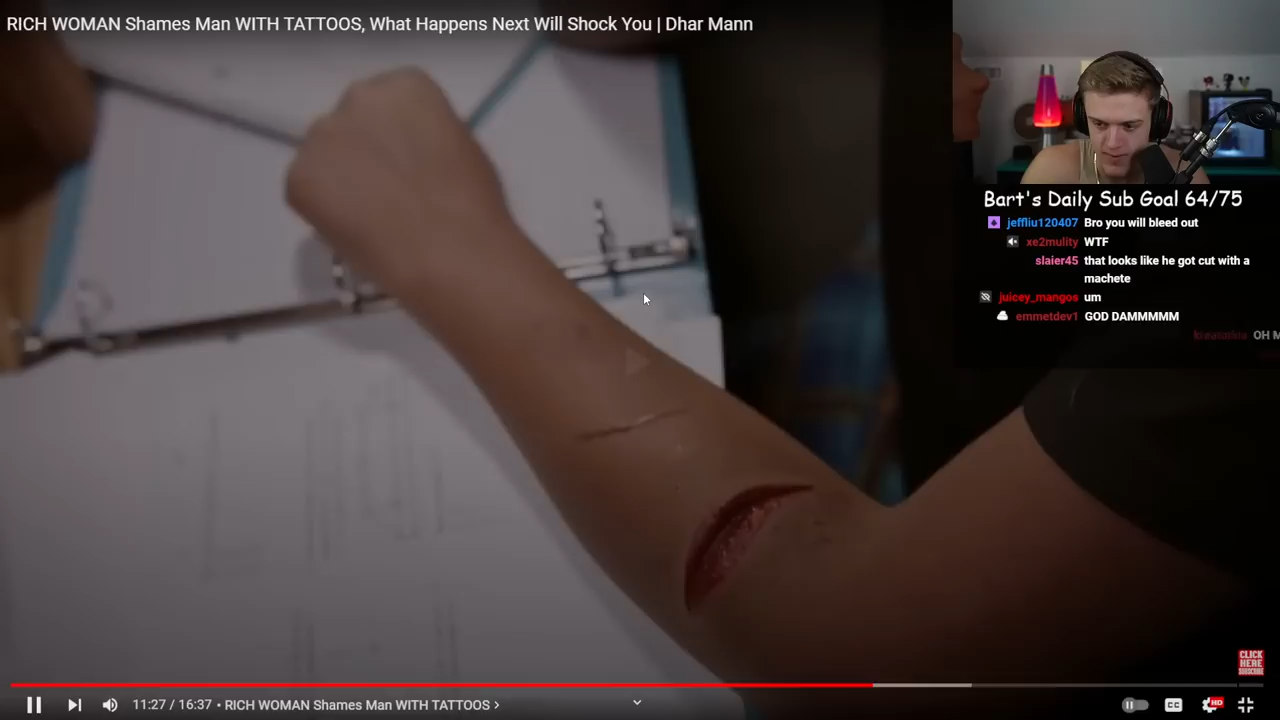 RICH WOMAN Shames Man WITH TATTOOS, What Happens Next Will Shock You | Dhar Mann
Bart's Daily Sub Goal 64/75
jeffliu120407 Bro you will bleed out
xe2mulity WTF
slaier45 that looks like he got cut with a
machete
juicey_mangos um
emmetdev1 GOD DAMMMMM
OH M
CLICK
HERE
SUBSCRIBE
11:27 / 16:37 • RICH WOMAN Shames Man WITH TATTOOS >
CC
HD